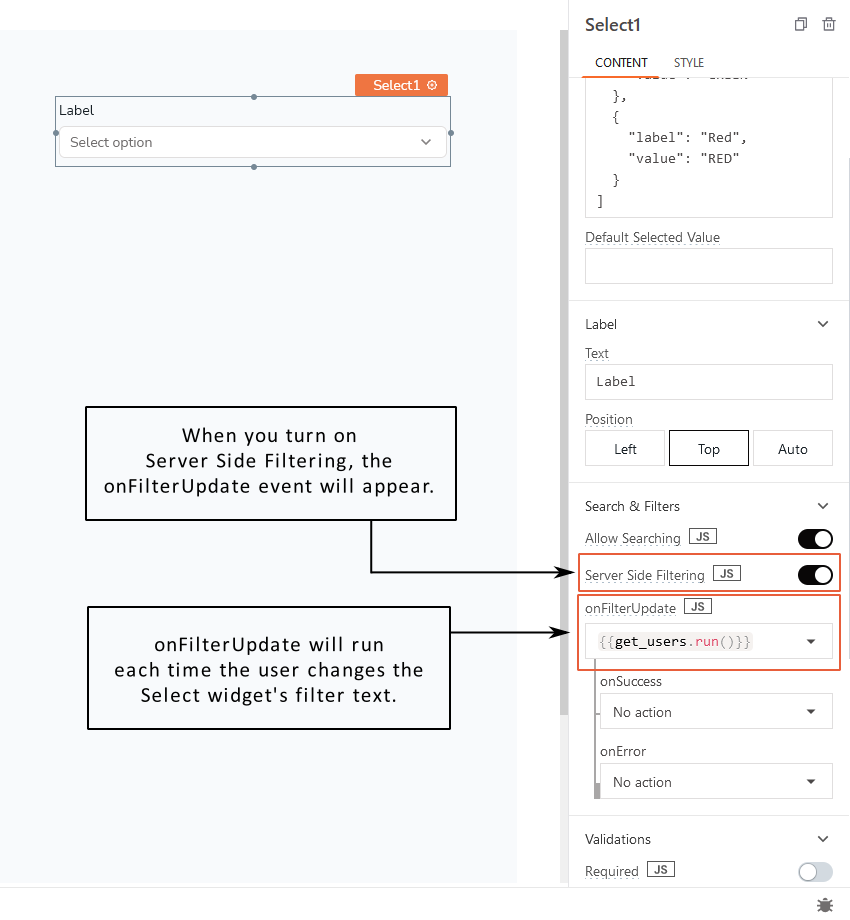 Select1
CONTENT STYLE
},
{
"label": "Red",
"value": "RED"
}
]
Default Selected Value
Label
Text
Label
Position
Left Top Auto
Search & Filters
Allow Searching JS
Server Side Filtering JS
onFilterUpdate JS
{{get_users.run()}}
onSuccess
No action
onError
No action
Validations
Required JS
Select1
Label
Select option
When you turn on
Server Side Filtering, the
onFilterUpdate event will appear.
onFilterUpdate will run
each time the user changes the
Select widget's filter text.